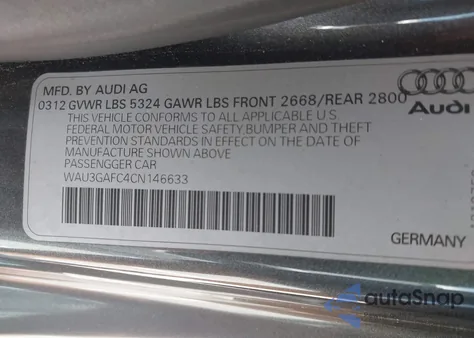 MFD. BY AUDI AG
0312 GVWR LBS 5324 GAWR LBS FRONT 2668/REAR 2800
Audi
THIS VEHICLE CONFORMS TO ALL APPLICABLE U.S.
FEDERAL MOTOR VEHICLE SAFETY,BUMPER AND THEFT
PREVENTION STANDARDS IN EFFECT ON THE DATE OF
MANUFACTURE SHOWN ABOVE
PASSENGGER CAR
WAU3GAFC4CN146633
GERMANY
autoSnap